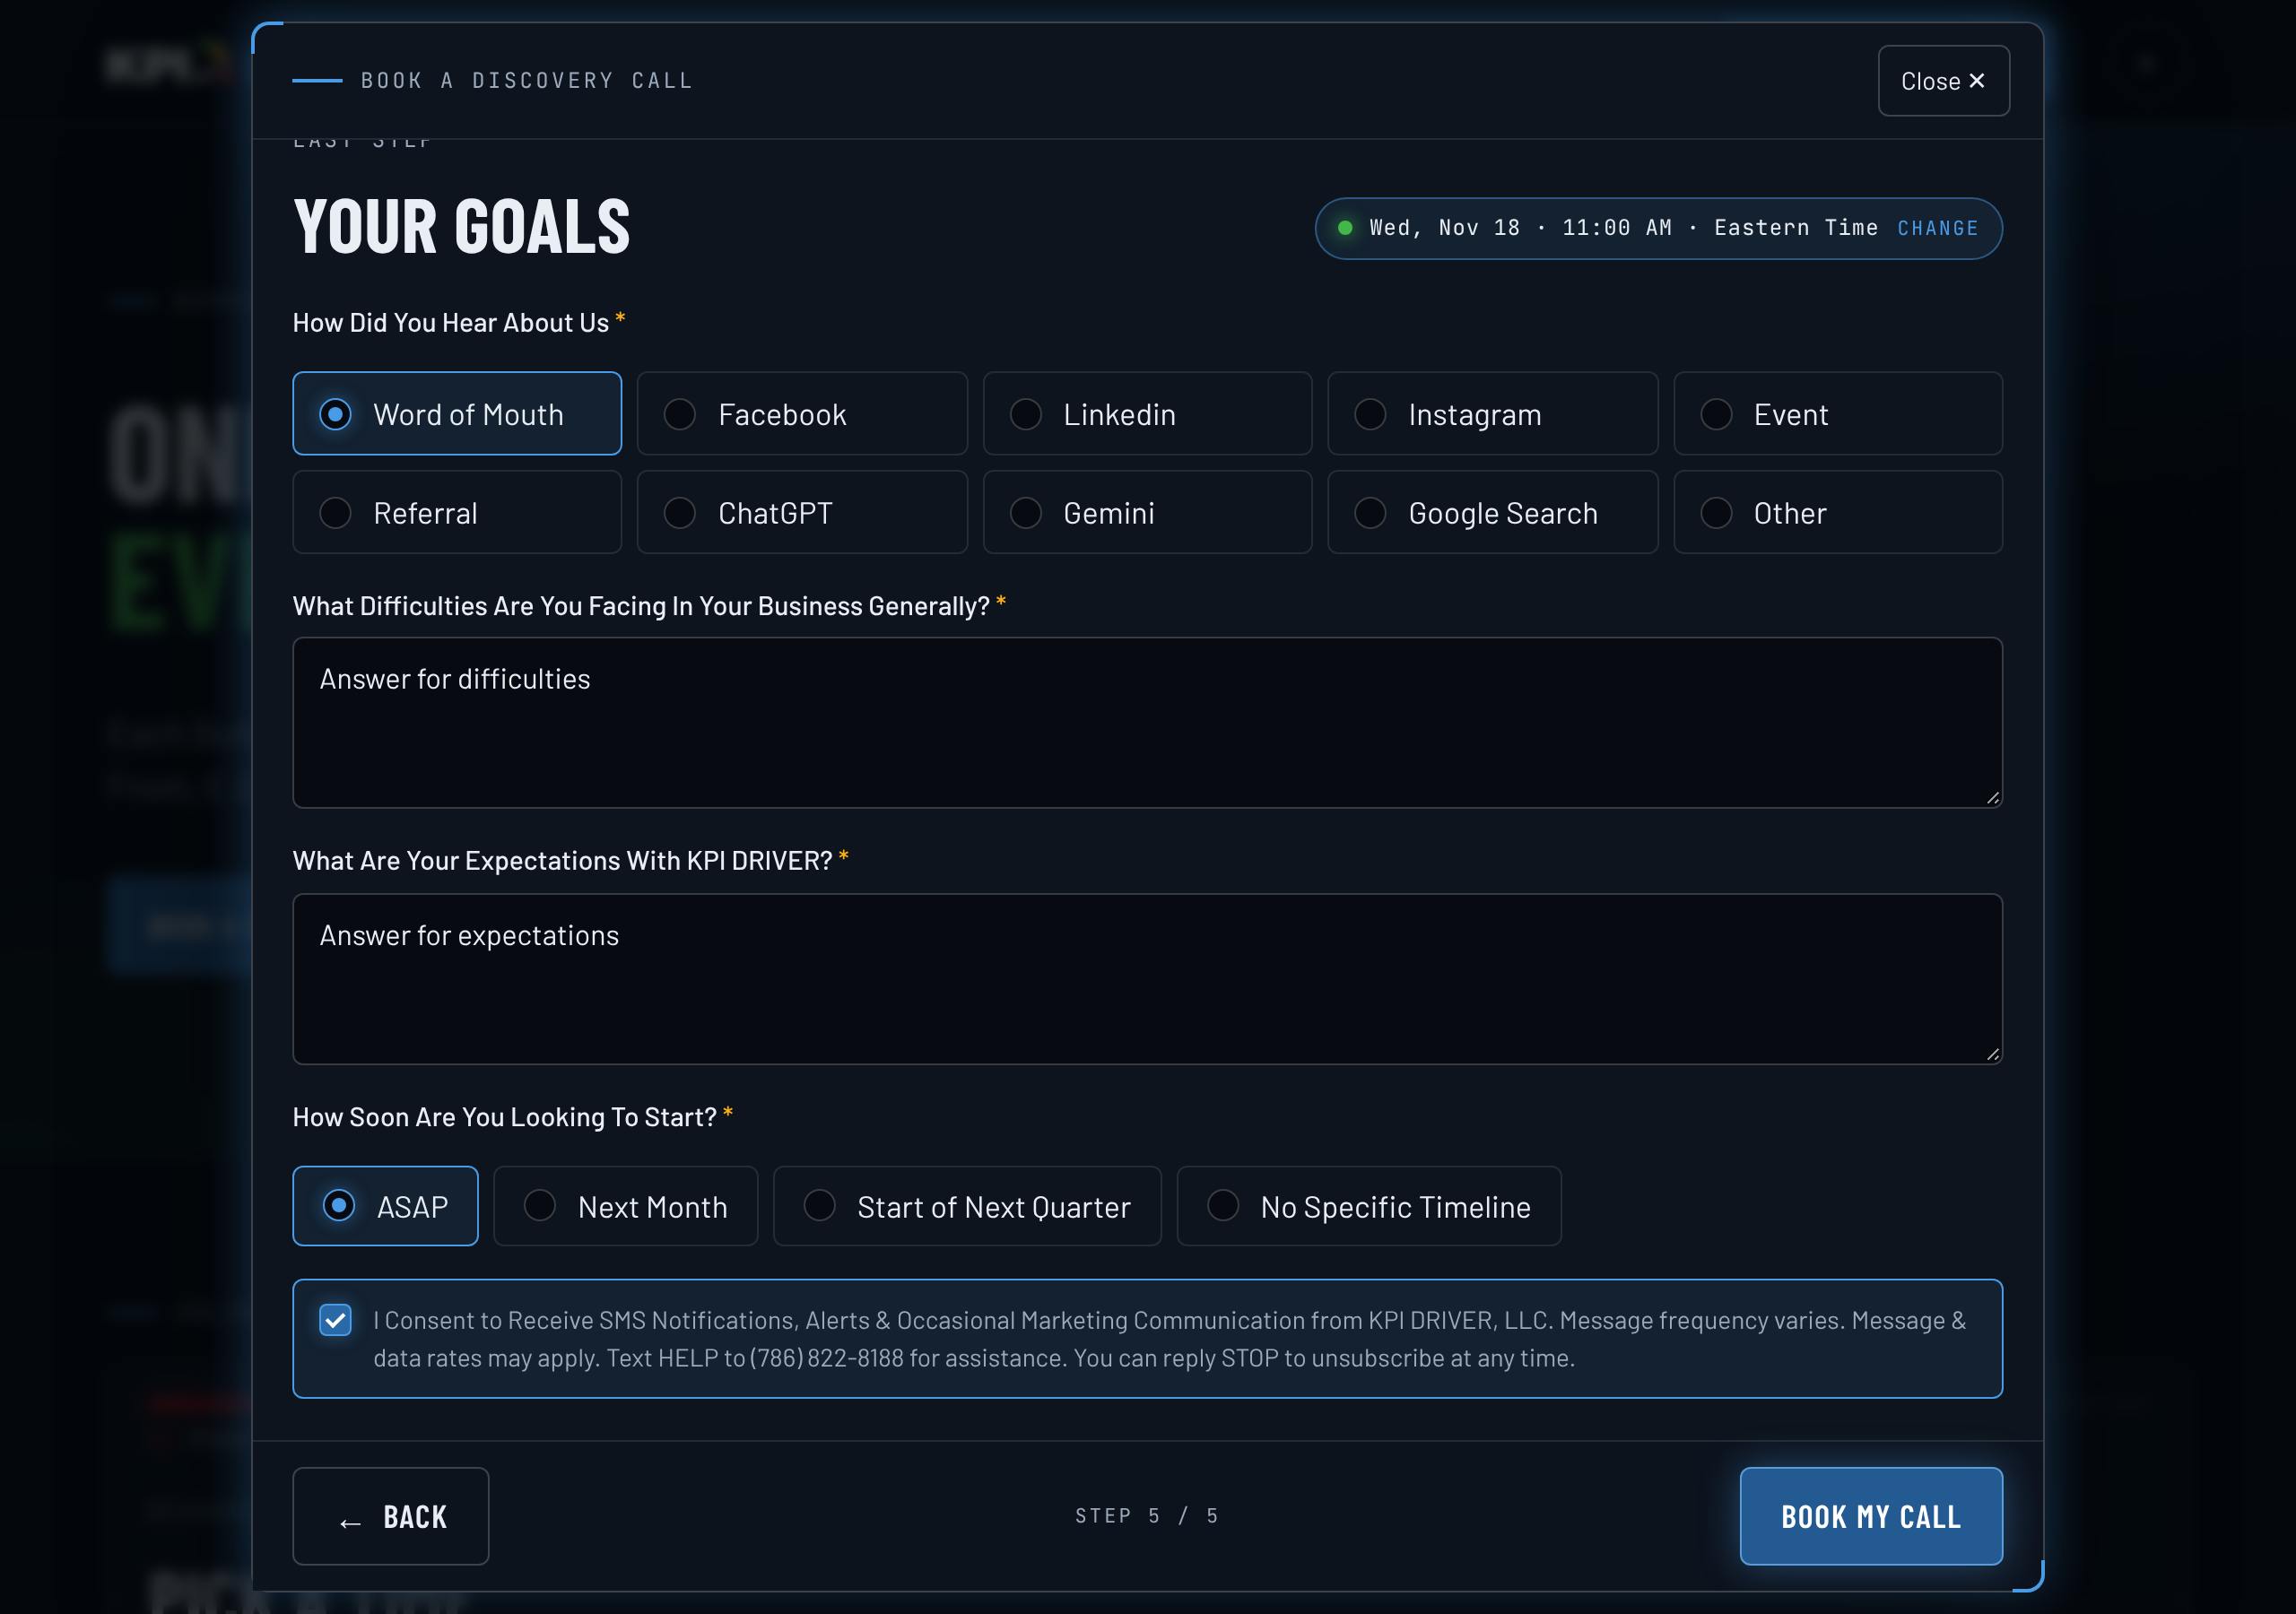 BOOK A DISCOVERY CALL
Close ✕
LAST STEP
YOUR GOALS
Wed, Nov 18 · 11:00 AM · Eastern Time CHANGE
How Did You Hear About Us *
Word of Mouth
Facebook
Linkedin
Instagram
Event
Referral
ChatGPT
Gemini
Google Search
Other
What Difficulties Are You Facing In Your Business Generally? *
Answer for difficulties
What Are Your Expectations With KPI DRIVER? *
Answer for expectations
How Soon Are You Looking To Start? *
ASAP
Next Month
Start of Next Quarter
No Specific Timeline
I Consent to Receive SMS Notifications, Alerts & Occasional Marketing Communication from KPI DRIVER, LLC. Message frequency varies. Message &
data rates may apply. Text HELP to (786) 822-8188 for assistance. You can reply STOP to unsubscribe at any time.
← BACK
STEP 5 / 5
BOOK MY CALL